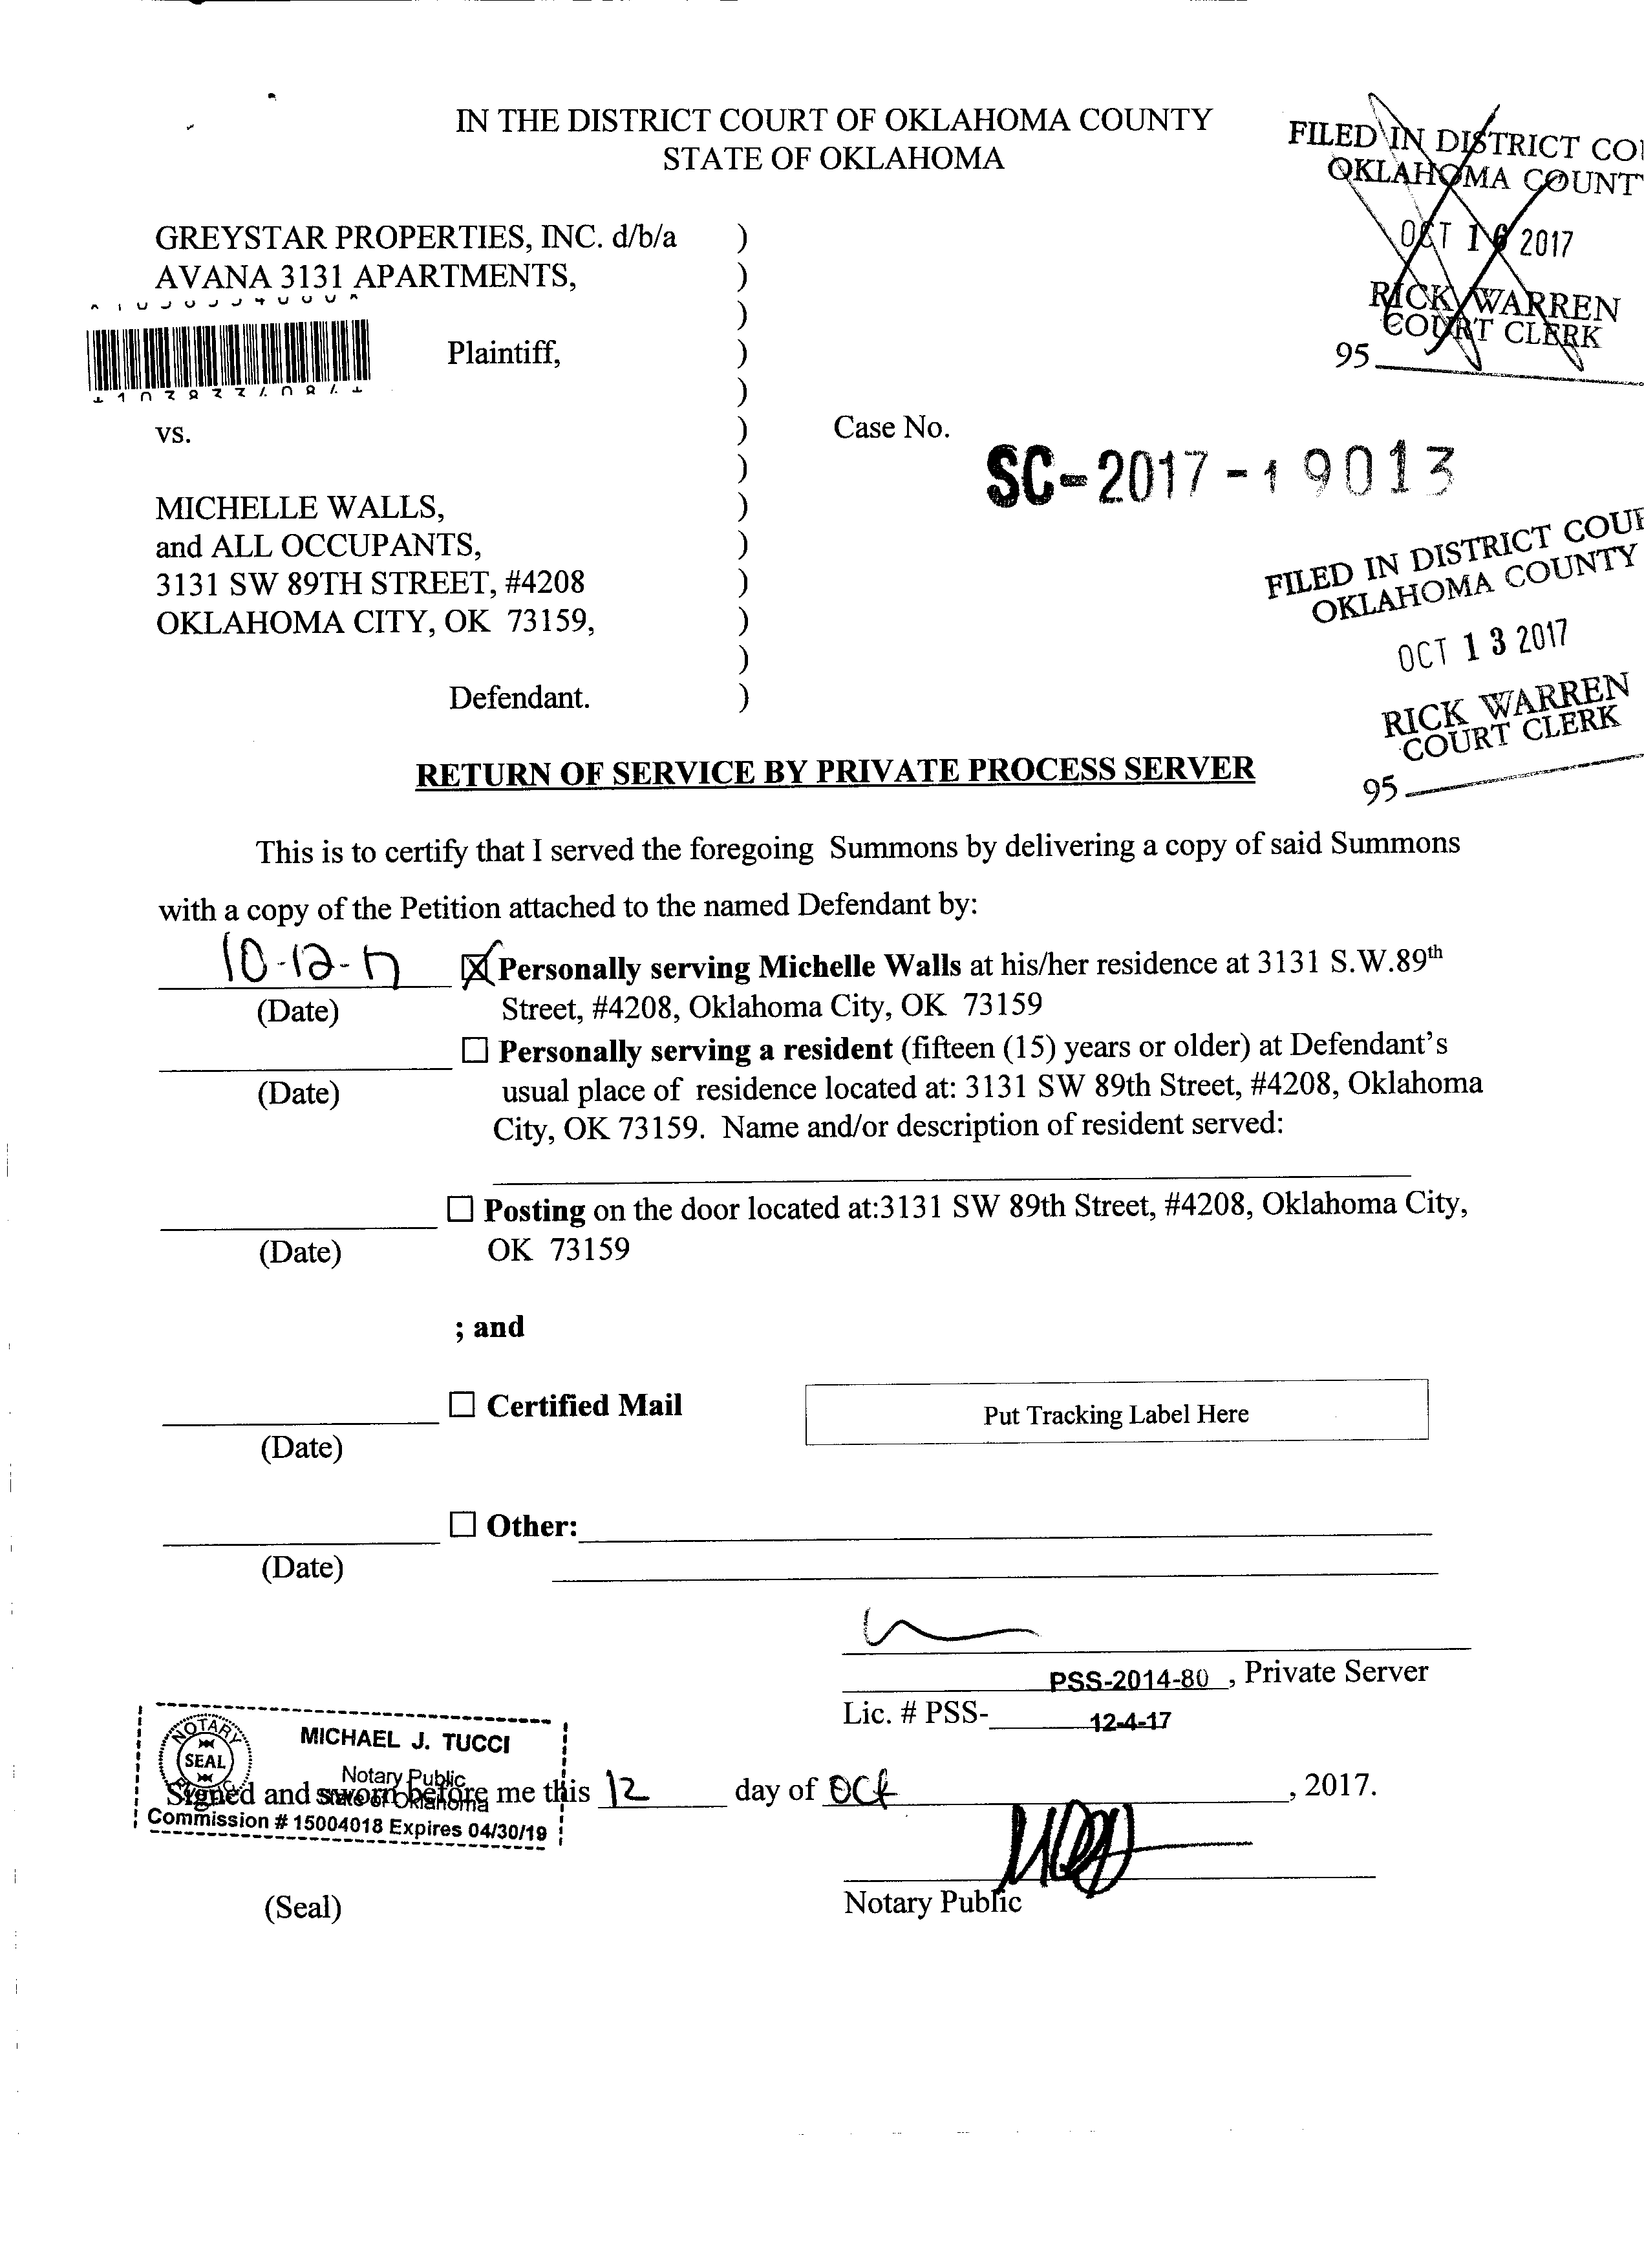 IN THE DISTRICT COURT OF OKLAHOMA COUNTY
STATE OF OKLAHOMA
FILED IN DISTRICT
OKLAHOMA
OCT 16 2017
RICK WARREN
COURT CLERK
95
GREYSTAR PROPERTIES, INC. d/b/a )
AVANA 3131 APARTMENTS, )
)
Plaintiff, )
)
vs. )
Case No.
SC-2017-19013
)
MICHELLE WALLS, )
and ALL OCCUPANTS, )
3131 SW 89TH STREET, #4208 )
OKLAHOMA CITY, OK 73159, )
)
Defendant. )
FILED IN DISTRICT
OKLAHOMA COUNTY
OCT 13 2017
RICK WARREN
COURT CLERK
95
RETURN OF SERVICE BY PRIVATE PROCESS SERVER
This is to certify that I served the foregoing Summons by delivering a copy of said Summons
with a copy of the Petition attached to the named Defendant by:
10-12-17 ☒ Personally serving Michelle Walls at his/her residence at 3131 S.W.89th
(Date) Street, #4208, Oklahoma City, OK 73159
☐ Personally serving a resident (fifteen (15) years or older) at Defendant's
(Date) usual place of residence located at: 3131 SW 89th Street, #4208, Oklahoma
City, OK 73159. Name and/or description of resident served:
☐ Posting on the door located at:3131 SW 89th Street, #4208, Oklahoma City,
(Date) OK 73159
; and
☐ Certified Mail
Put Tracking Label Here
(Date)
☐ Other:
(Date)
PSS-2014-80 , Private Server
Lic. # PSS- 12-4-17
NOTARY
SEAL
PUBLIC
MICHAEL J. TUCCI
Notary Public
State of Oklahoma
Commission # 15004018 Expires 04/30/19
Signed and sworn before me this 12 day of Oct , 2017.
Notary Public
(Seal)